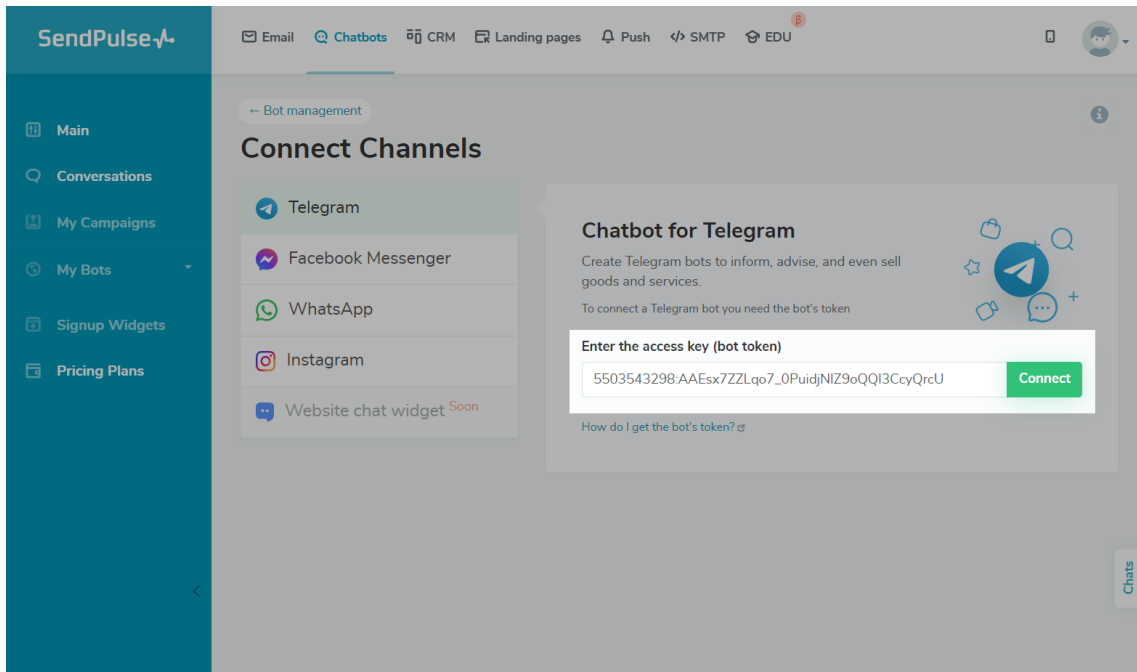 SendPulse
Email Chatbots CRM Landing pages Push SMTP EDU β
Main
Conversations
My Campaigns
My Bots
Signup Widgets
Pricing Plans
← Bot management
Connect Channels
Telegram
Facebook Messenger
WhatsApp
Instagram
Website chat widget Soon
Chatbot for Telegram
Create Telegram bots to inform, advise, and even sell
goods and services.
To connect a Telegram bot you need the bot's token
Enter the access key (bot token)
5503543298:AAEsx7ZZLqo7_0PuidjNlZ9oQQl3CcyQrcU Connect
How do I get the bot's token?
Chats